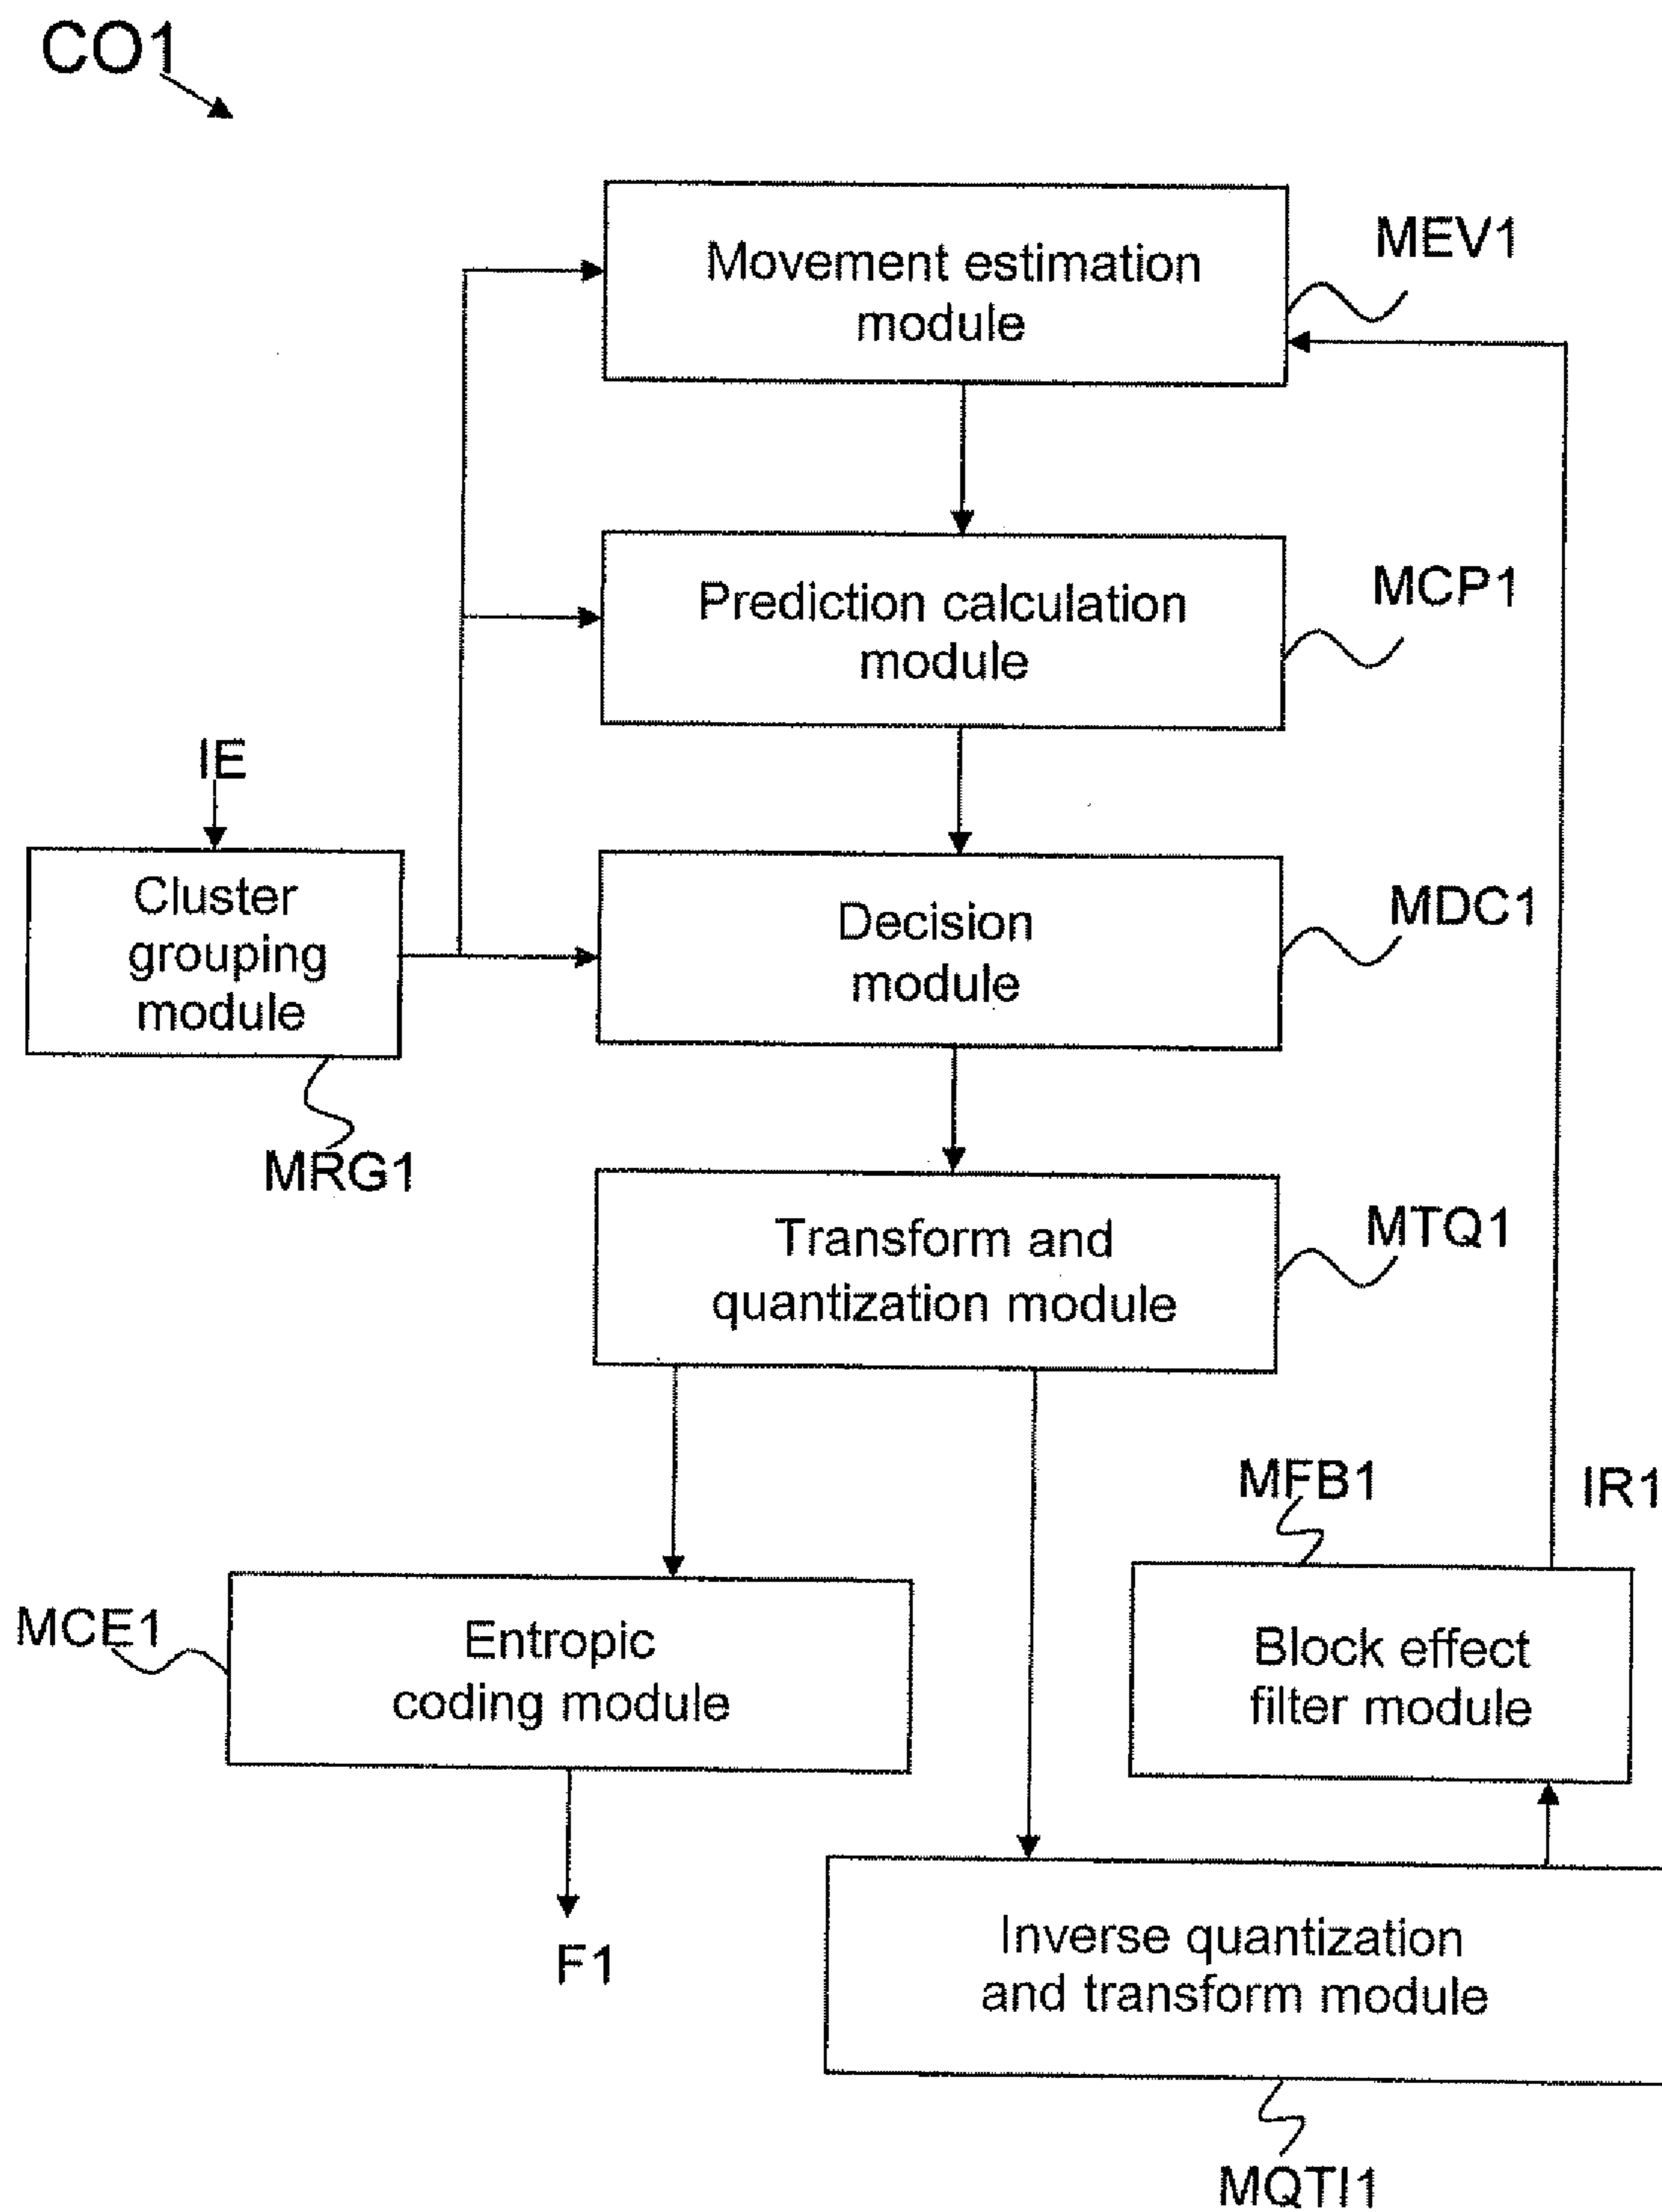 CO1
Movement estimation
module
MEV1
Prediction calculation
module
MCP1
IE
Cluster
grouping
module
MRG1
Decision
module
MDC1
Transform and
quantization module
MTQ1
MFB1
IR1
MCE1
Entropic
coding module
Block effect
filter module
F1
Inverse quantization
and transform module
MQTI1